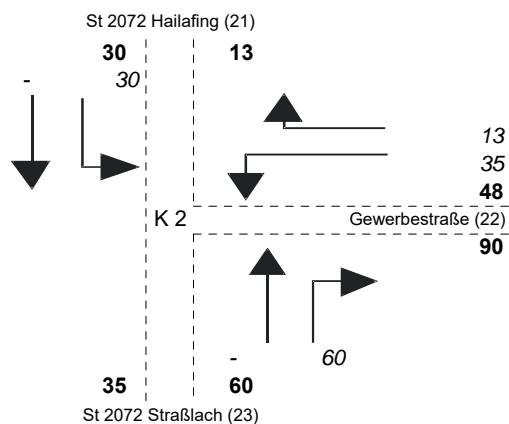 St 2072 Hailafing (21)
30 13
- 30
13
35
48
K 2 Gewerbestraße (22)
90
- 60
35 60
St 2072 Straßlach (23)